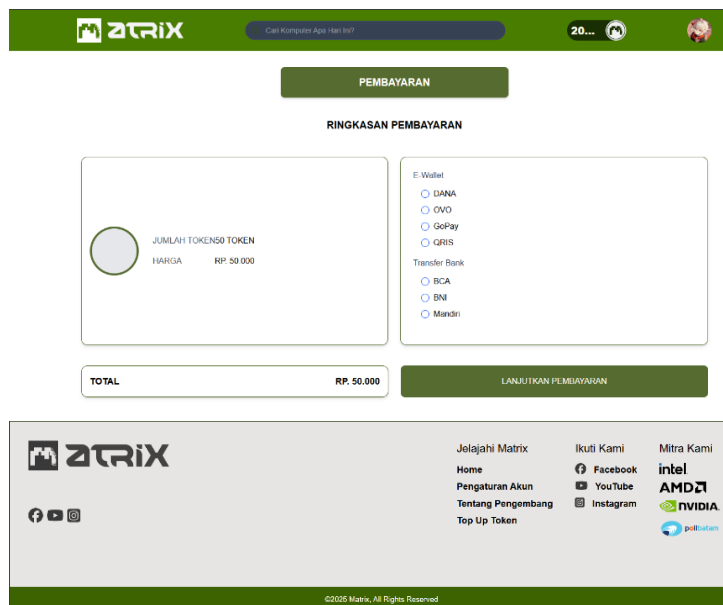 MATRIX
Cari Komputer Apa Hari Ini?
20...
PEMBAYARAN
RINGKASAN PEMBAYARAN
JUMLAH TOKEN50 TOKEN
HARGA RP. 50.000
E-Wallet
DANA
OVO
GoPay
QRIS
Transfer Bank
BCA
BNI
Mandiri
TOTAL RP. 50.000
LANJUTKAN PEMBAYARAN
MATRIX
Jelajahi Matrix
Home
Pengaturan Akun
Tentang Pengembang
Top Up Token
Ikuti Kami
Facebook
YouTube
Instagram
Mitra Kami
intel
AMD
NVIDIA.
polibatam
©2025 Matrix, All Rights Reserved